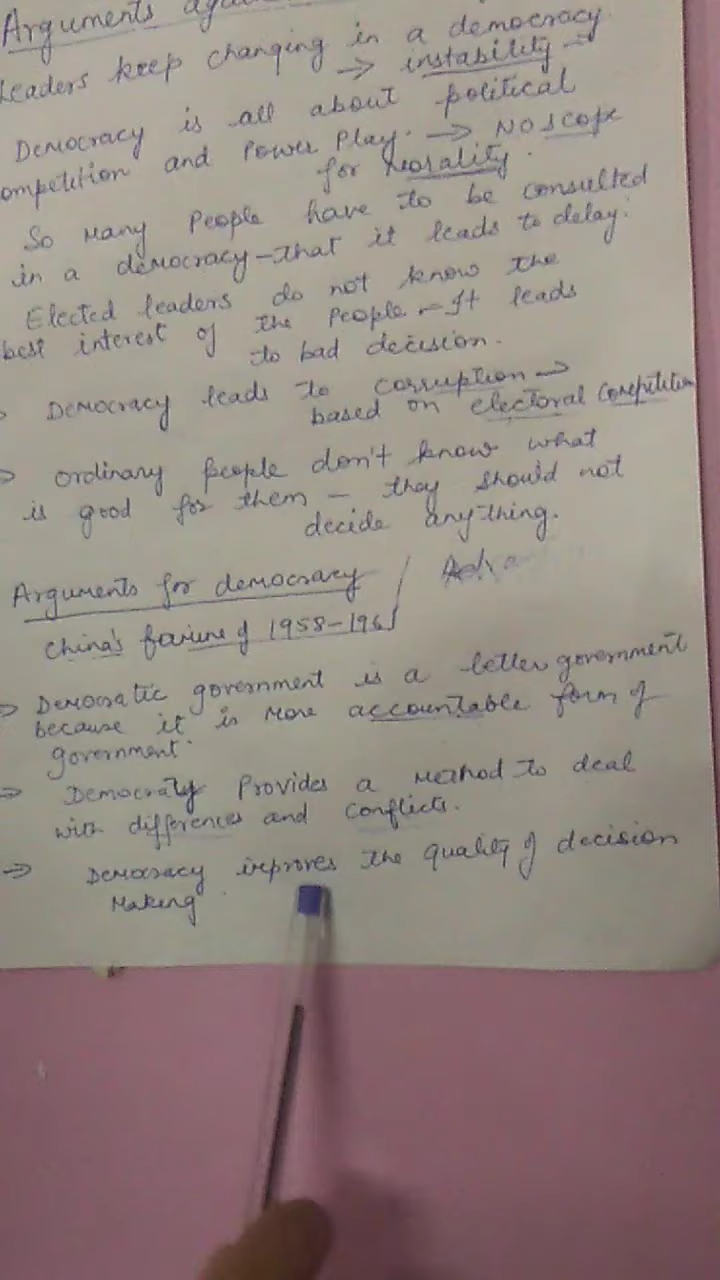 Arguments
Leaders keep changing in a democracy
→ instability
Democracy is all about political
ompetition and Power Play. → NO scope
for Morality.
So Many People have to be consulted
in a democracy - that it leads to delay.
Elected leaders do not know the
best interest of the People - It leads
to bad decision.
Democracy leads to corruption →
based on electoral Competition
ordinary people don't know what
is good for them - they should not
decide anything.
Arguments for democracy /
China's famine of 1958-1961
⇒ Democratic government is a better government
because it is More accountable form of
government.
⇒ Democraty Provides a Method to deal
with differences and conflicts.
⇒ Democracy improves the quality of decision
Making